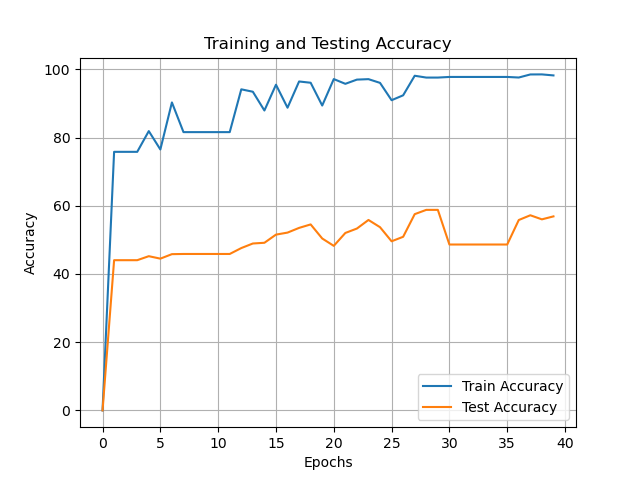 Training and Testing Accuracy
100
80
60
40
20
0
Accuracy
Train Accuracy
Test Accuracy
0 5 10 15 20 25 30 35 40
Epochs